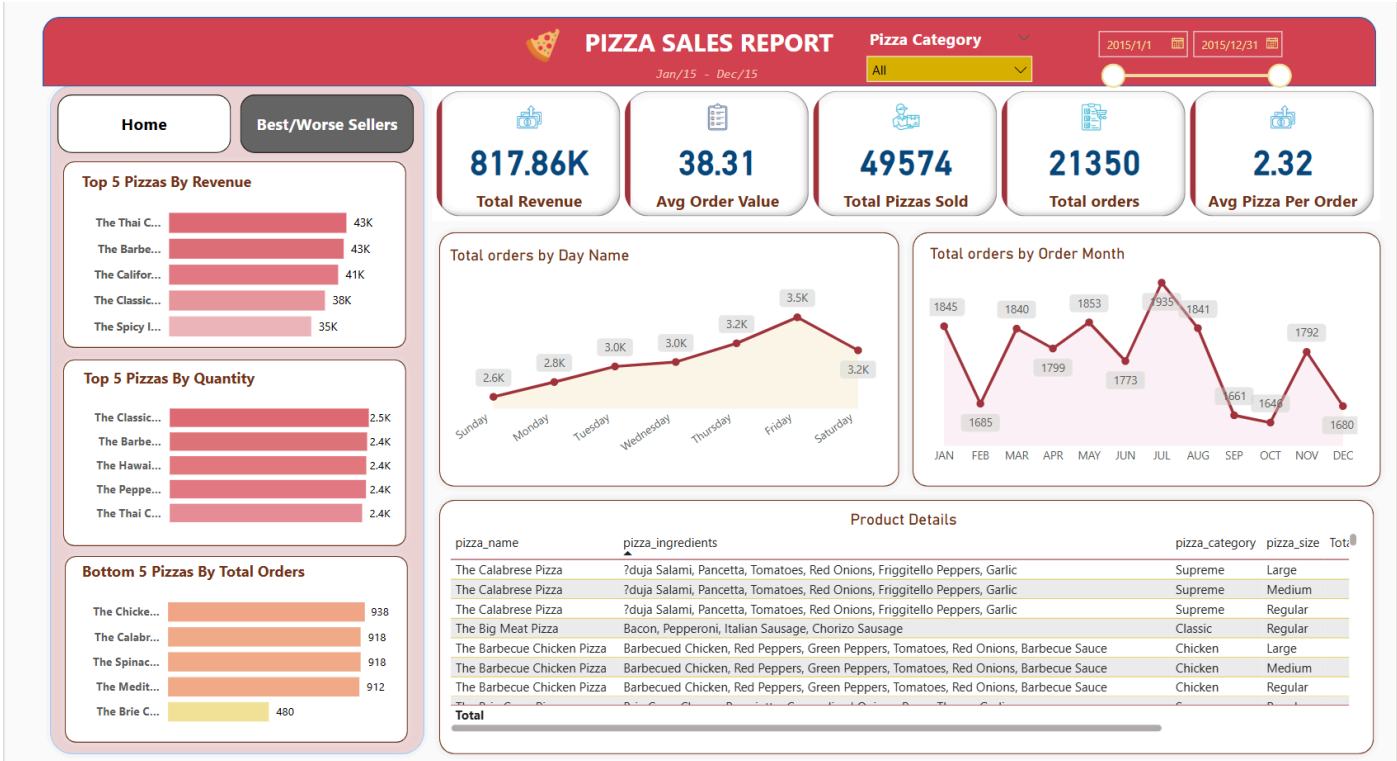 PIZZA SALES REPORT
Jan/15 - Dec/15
Pizza Category
All
2015/1/1
2015/12/31
Home
Best/Worse Sellers
817.86K
Total Revenue
38.31
Avg Order Value
49574
Total Pizzas Sold
21350
Total orders
2.32
Avg Pizza Per Order
Top 5 Pizzas By Revenue
The Thai C... 43K
The Barbe... 43K
The Califor... 41K
The Classic... 38K
The Spicy I... 35K
Top 5 Pizzas By Quantity
The Classic... 2.5K
The Barbe... 2.4K
The Hawai... 2.4K
The Peppe... 2.4K
The Thai C... 2.4K
Bottom 5 Pizzas By Total Orders
The Chicke... 938
The Calabr... 918
The Spinac... 918
The Medit... 912
The Brie C... 480
Total orders by Day Name
2.6K 2.8K 3.0K 3.0K 3.2K 3.5K 3.2K
Sunday Monday Tuesday Wednesday Thursday Friday Saturday
Total orders by Order Month
1845 1685 1840 1799 1853 1773 1935 1841 1661 1646 1792 1680
JAN FEB MAR APR MAY JUN JUL AUG SEP OCT NOV DEC
Product Details
pizza_name pizza_ingredients pizza_category pizza_size Tota
The Calabrese Pizza ?duja Salami, Pancetta, Tomatoes, Red Onions, Friggitello Peppers, Garlic Supreme Large
The Calabrese Pizza ?duja Salami, Pancetta, Tomatoes, Red Onions, Friggitello Peppers, Garlic Supreme Medium
The Calabrese Pizza ?duja Salami, Pancetta, Tomatoes, Red Onions, Friggitello Peppers, Garlic Supreme Regular
The Big Meat Pizza Bacon, Pepperoni, Italian Sausage, Chorizo Sausage Classic Regular
The Barbecue Chicken Pizza Barbecued Chicken, Red Peppers, Green Peppers, Tomatoes, Red Onions, Barbecue Sauce Chicken Large
The Barbecue Chicken Pizza Barbecued Chicken, Red Peppers, Green Peppers, Tomatoes, Red Onions, Barbecue Sauce Chicken Medium
The Barbecue Chicken Pizza Barbecued Chicken, Red Peppers, Green Peppers, Tomatoes, Red Onions, Barbecue Sauce Chicken Regular
Total